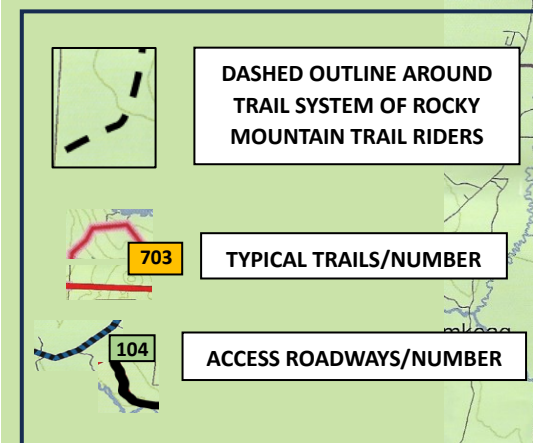 DASHED OUTLINE AROUND
TRAIL SYSTEM OF ROCKY
MOUNTAIN TRAIL RIDERS
703
TYPICAL TRAILS/NUMBER
104
ACCESS ROADWAYS/NUMBER